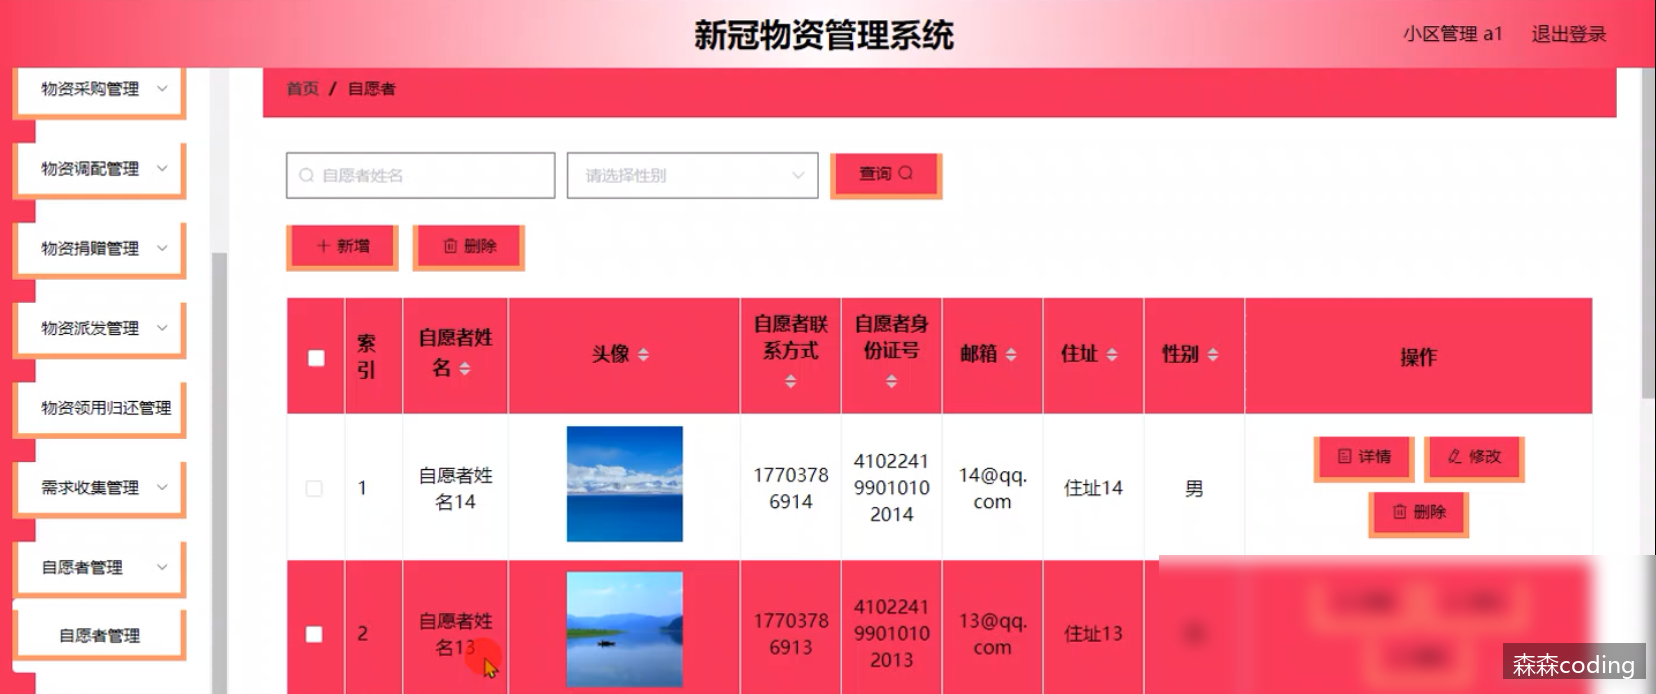 新冠物资管理系统
小区管理 a1 退出登录
物资采购管理
物资调配管理
物资捐赠管理
物资派发管理
物资领用归还管理
需求收集管理
自愿者管理
自愿者管理
首页 / 自愿者
自愿者姓名 请选择性别 查询
新增 删除
索引 自愿者姓名 头像 自愿者联系方式 自愿者身份证号 邮箱 住址 性别 操作
1 自愿者姓名14 17703786914 410224199010102014 14@qq.com 住址14 男 详情 修改 删除
2 自愿者姓名13 17703786913 410224199010102013 13@qq.com 住址13
森森coding